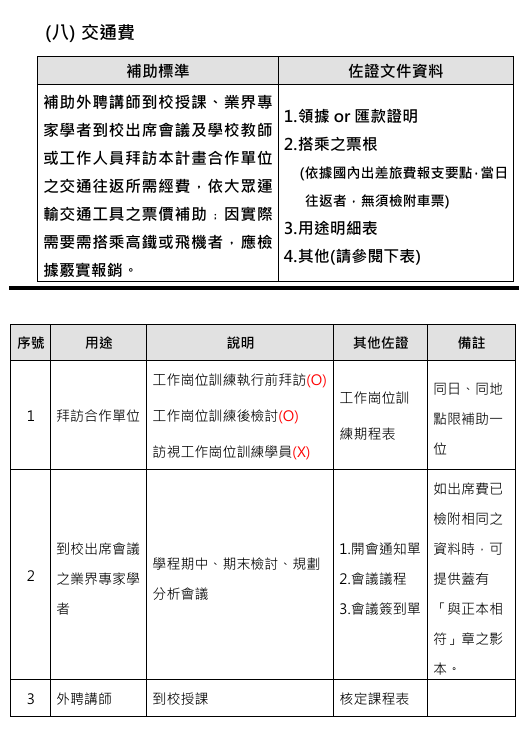 (八) 交通費
補助標準
佐證文件資料
補助外聘講師到校授課、業界專
家學者到校出席會議及學校教師
或工作人員拜訪本計畫合作單位
之交通往返所需經費，依大眾運
輸交通工具之票價補助；因實際
需要需搭乘高鐵或飛機者，應檢
據覈實報銷。
1.領據 or 匯款證明
2.搭乘之票根
(依據國內出差旅費報支要點，當日
往返者，無須檢附車票)
3.用途明細表
4.其他(請參閱下表)
序號
用途
說明
其他佐證
備註
1
拜訪合作單位
工作崗位訓練執行前拜訪(O)
工作崗位訓練後檢討(O)
訪視工作崗位訓練學員(X)
工作崗位訓
練期程表
同日、同地
點限補助一
位
2
到校出席會議
之業界專家學
者
學程期中、期末檢討、規劃
分析會議
1.開會通知單
2.會議議程
3.會議簽到單
如出席費已
檢附相同之
資料時，可
提供蓋有
「與正本相
符」章之影
本。
3
外聘講師
到校授課
核定課程表